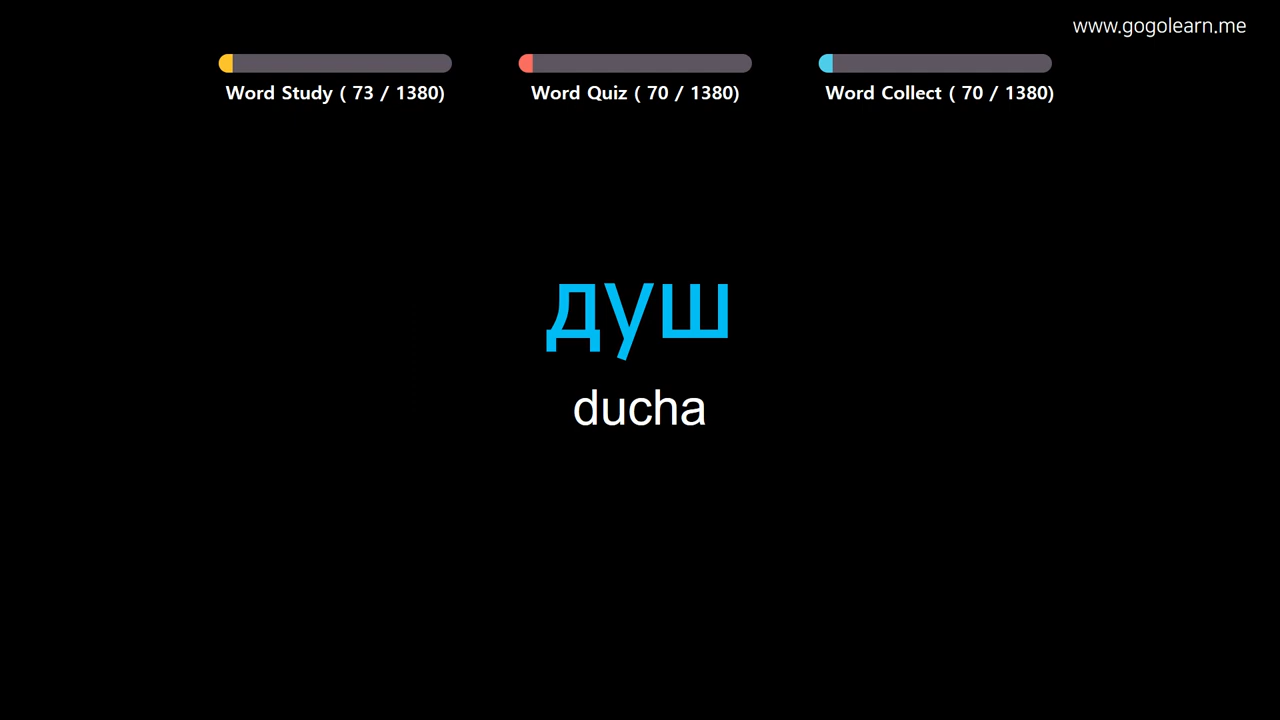 www.gogolearn.me
Word Study ( 73 / 1380)
Word Quiz ( 70 / 1380)
Word Collect ( 70 / 1380)
душ
ducha